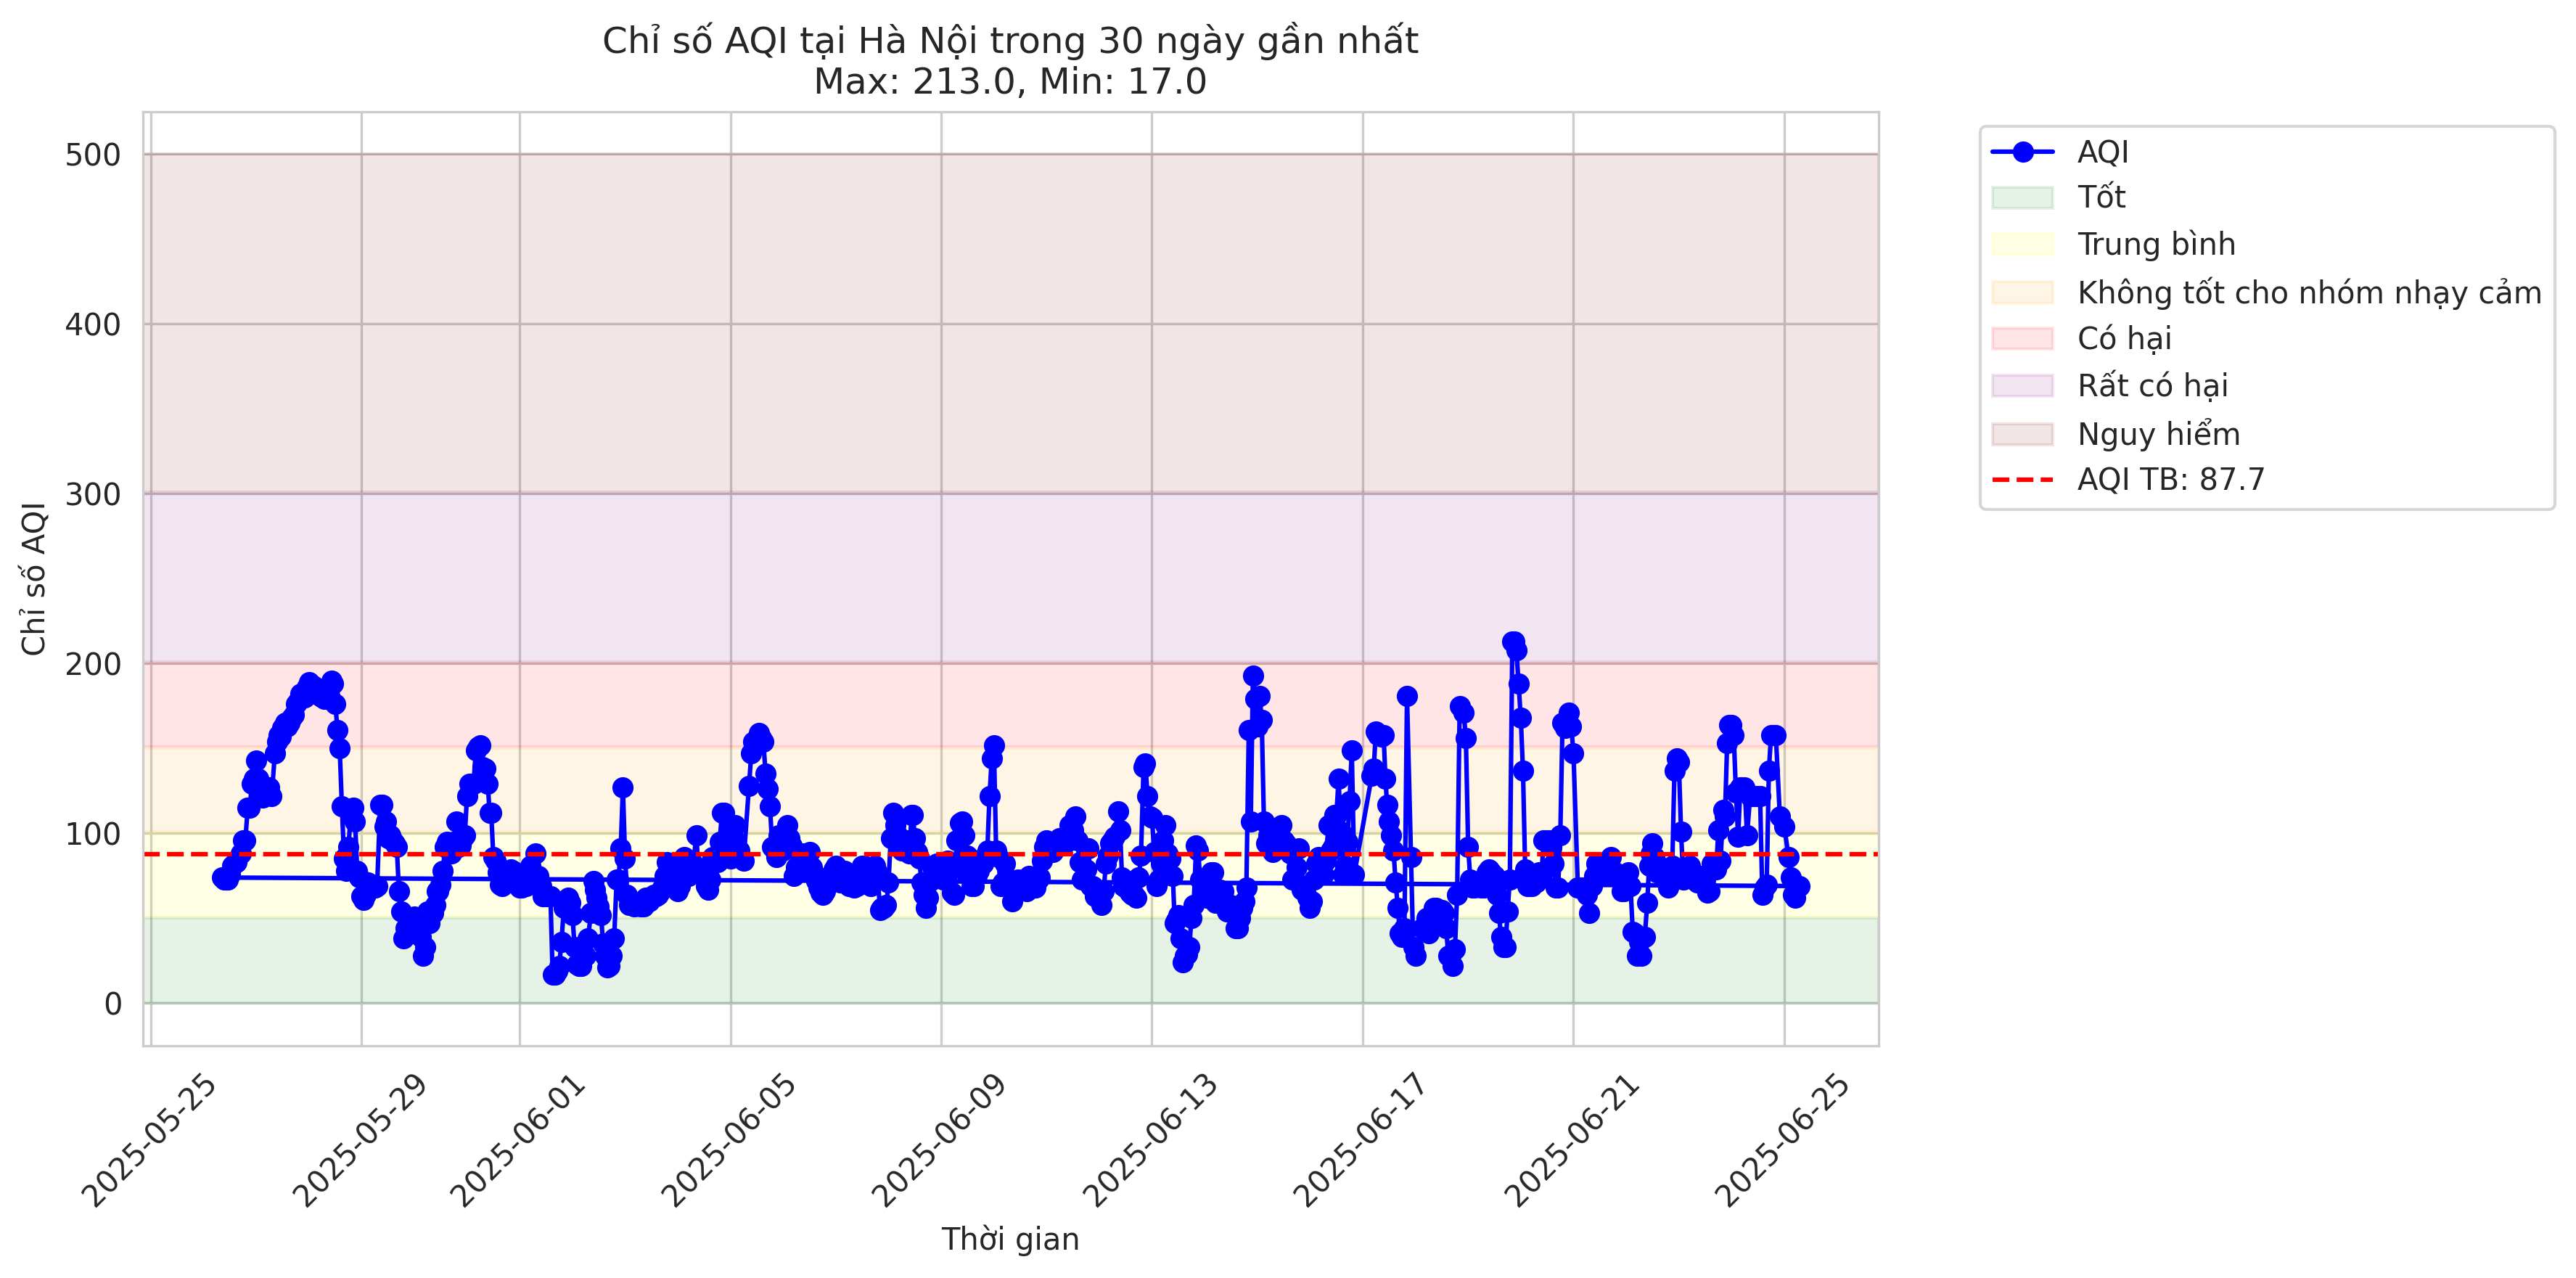 Chỉ số AQI tại Hà Nội trong 30 ngày gần nhất
Max: 213.0, Min: 17.0
Chỉ số AQI
500
400
300
200
100
0
2025-05-25
2025-05-29
2025-06-01
2025-06-05
2025-06-09
2025-06-13
2025-06-17
2025-06-21
2025-06-25
Thời gian
AQI
Tốt
Trung bình
Không tốt cho nhóm nhạy cảm
Có hại
Rất có hại
Nguy hiểm
AQI TB: 87.7